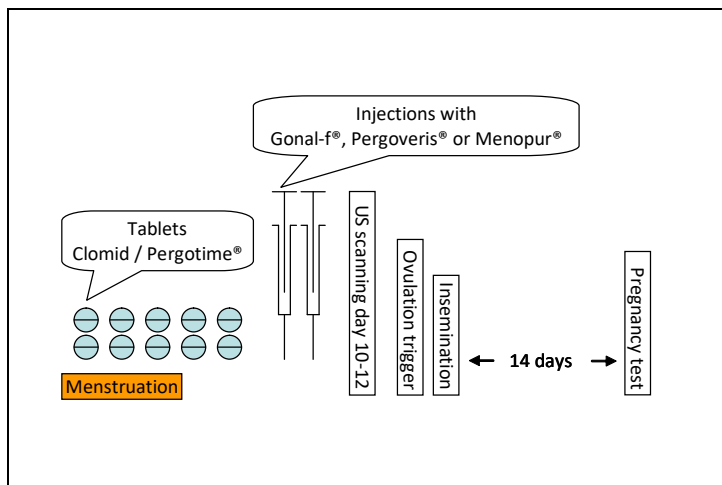 Injections with
Gonal-f®, Pergoveris® or Menopur®
Tablets
Clomid / Pergotime®
US scanning day 10-12
Ovulation trigger
Insemination
14 days
Pregnancy test
Menstruation